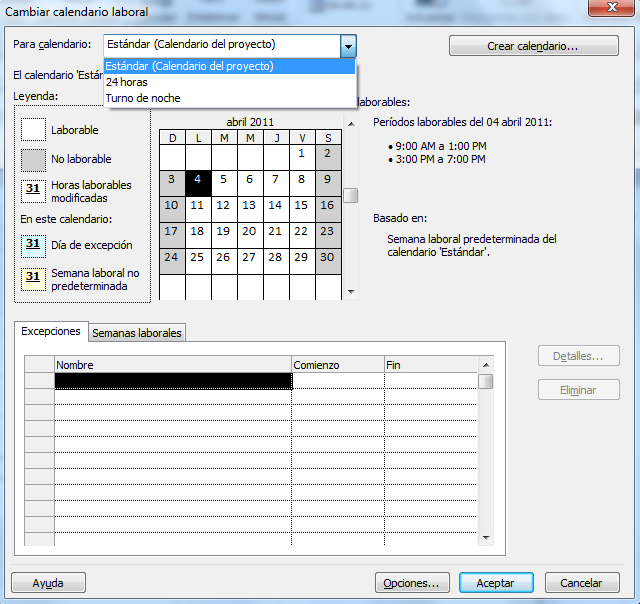 Cambiar calendario laboral
Para calendario:
Estándar (Calendario del proyecto)
Crear calendario...
Estándar (Calendario del proyecto)
24 horas
Turno de noche
El calendario 'Están
Leyenda:
laborables:
Laborable
No laborable
31 Horas laborables
modificadas
En este calendario:
31 Día de excepción
31 Semana laboral no
predeterminada
abril 2011
D L M M J V S
1 2
3 4 5 6 7 8 9
10 11 12 13 14 15 16
17 18 19 20 21 22 23
24 25 26 27 28 29 30
Períodos laborables del 04 abril 2011:
• 9:00 AM a 1:00 PM
• 3:00 PM a 7:00 PM
Basado en:
Semana laboral predeterminada del
calendario 'Estándar'.
Excepciones Semanas laborales
Nombre Comienzo Fin
Detalles...
Eliminar
Ayuda Opciones... Aceptar Cancelar